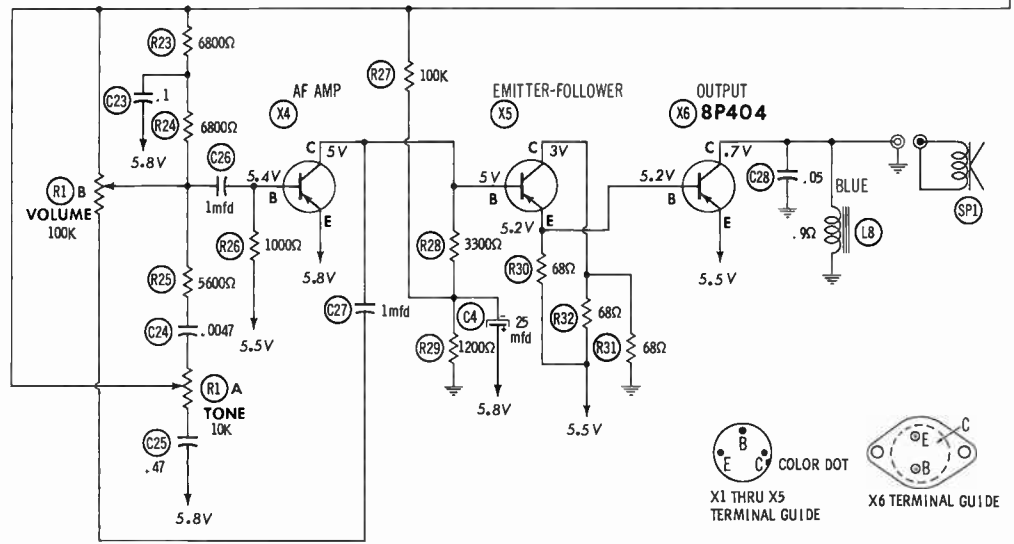 R23 6800Ω
R27 100K
C23 .1
R24 6800Ω
5.8V
AF AMP
X4
C 5V
5.4V
B
E
5.8V
C26
1mfd
R1 B
VOLUME
100K
R26 1000Ω
5.5V
R25
5600Ω
C24 .0047
R1 A
TONE
10K
C25
.47
5.8V
C27 1mfd
EMITTER-FOLLOWER
X5
C
3V
5V
B
E
5.2V
R28
3300Ω
C4 - + 25
mfd
R29 1200Ω
5.8V
R30
68Ω
R32 68Ω
R31 68Ω
5.5V
OUTPUT
X6 8P404
C .7V
5.2V
B
E
5.5V
C28 .05
BLUE
.9Ω L8
SP1
B
E C COLOR DOT
X1 THRU X5
TERMINAL GUIDE
C
E
B
X6 TERMINAL GUIDE